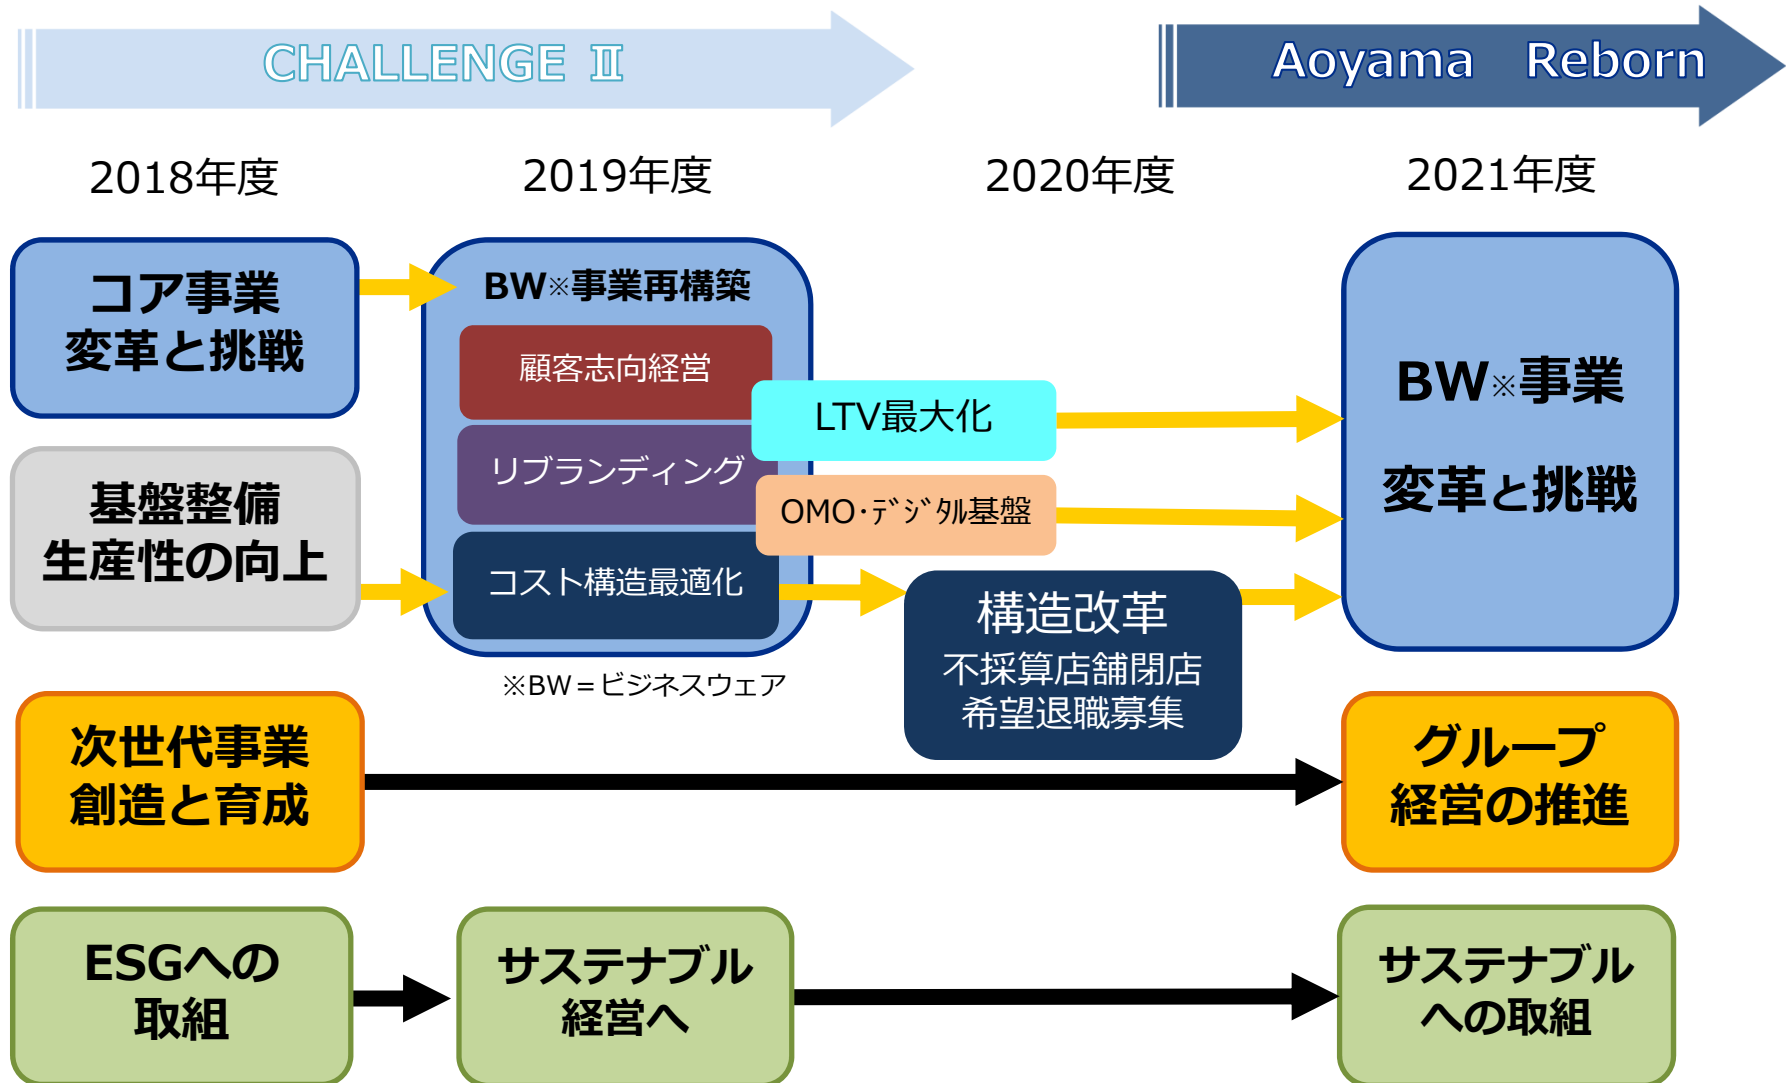 CHALLENGE Ⅱ
Aoyama Reborn
2018年度
2019年度
2020年度
2021年度
コア事業
変革と挑戦
基盤整備
生産性の向上
次世代事業
創造と育成
ESGへの
取組
BW※事業再構築
顧客志向経営
リブランディング
コスト構造最適化
※BW=ビジネスウェア
サステナブル
経営へ
LTV最大化
OMO・ﾃﾞｼﾞﾀﾙ基盤
構造改革
不採算店舗閉店
希望退職募集
BW※事業
変革と挑戦
グループ
経営の推進
サステナブル
への取組